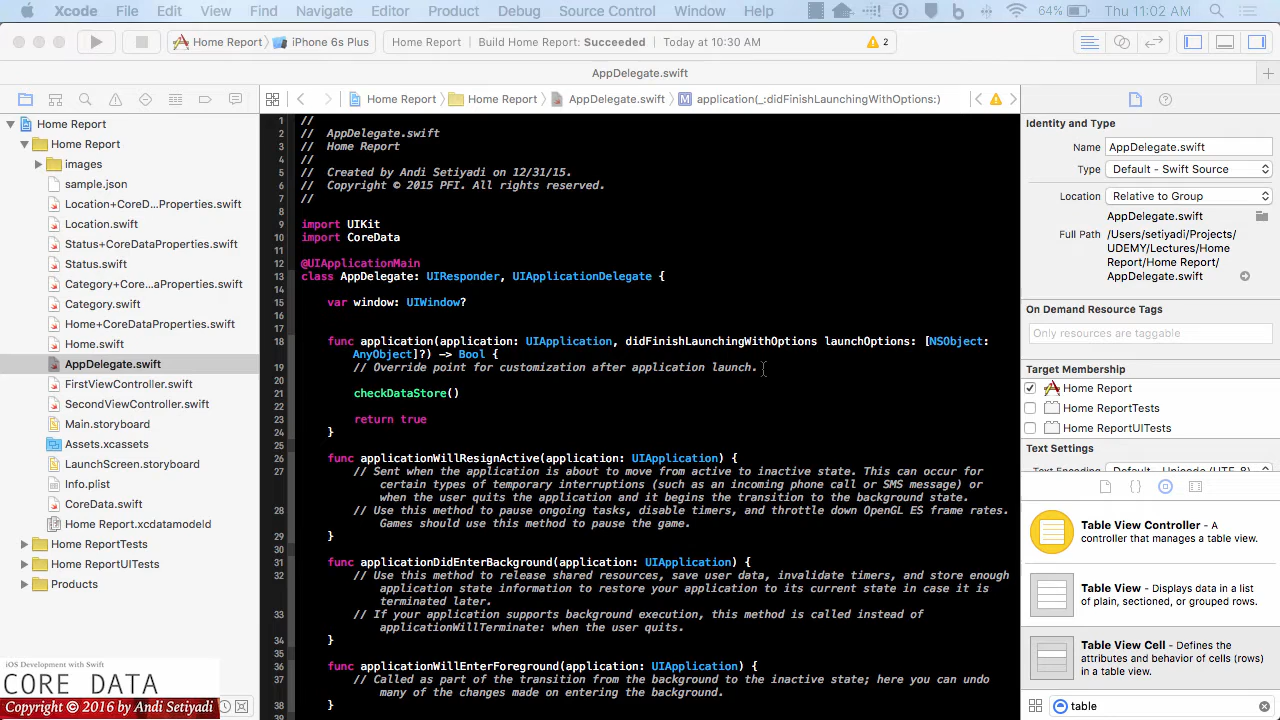 Xcode File Edit View Find Navigate Editor Product Debug Source Control Window Help 64% Thu 11:02 AM
Home Report iPhone 6s Plus Home Report | Build Home Report: Succeeded | Today at 10:30 AM 2
AppDelegate.swift
Home Report Home Report AppDelegate.swift M application(_:didFinishLaunchingWithOptions:)
Home Report
Home Report
images
sample.json
Location+CoreD...Properties.swift
Location.swift
Status+CoreDataProperties.swift
Status.swift
Category+Core...aProperties.swift
Category.swift
Home+CoreDataProperties.swift
Home.swift
AppDelegate.swift
FirstViewController.swift
SecondViewController.swift
Main.storyboard
Assets.xcassets
LaunchScreen.storyboard
Info.plist
CoreData.swift
Home Report.xcdatamodeld
Home ReportTests
Home ReportUITests
Products
iOS Development with Swift
CORE DATA
Copyright © 2016 by Andi Setiyadi
1 //
2 // AppDelegate.swift
3 // Home Report
4 //
5 // Created by Andi Setiyadi on 12/31/15.
6 // Copyright © 2015 PFI. All rights reserved.
7 //
8
9 import UIKit
10 import CoreData
11
12 @UIApplicationMain
13 class AppDelegate: UIResponder, UIApplicationDelegate {
14
15 var window: UIWindow?
16
17
18 func application(application: UIApplication, didFinishLaunchingWithOptions launchOptions: [NSObject:
AnyObject]?) -> Bool {
19 // Override point for customization after application launch.
20
21 checkDataStore()
22
23 return true
24 }
25
26 func applicationWillResignActive(application: UIApplication) {
27 // Sent when the application is about to move from active to inactive state. This can occur for
certain types of temporary interruptions (such as an incoming phone call or SMS message) or
when the user quits the application and it begins the transition to the background state.
28 // Use this method to pause ongoing tasks, disable timers, and throttle down OpenGL ES frame rates.
Games should use this method to pause the game.
29 }
30
31 func applicationDidEnterBackground(application: UIApplication) {
32 // Use this method to release shared resources, save user data, invalidate timers, and store enough
application state information to restore your application to its current state in case it is
terminated later.
33 // If your application supports background execution, this method is called instead of
applicationWillTerminate: when the user quits.
34 }
35
36 func applicationWillEnterForeground(application: UIApplication) {
37 // Called as part of the transition from the background to the inactive state; here you can undo
many of the changes made on entering the background.
38 }
39
Identity and Type
Name AppDelegate.swift
Type Default - Swift Source
Location Relative to Group
AppDelegate.swift
Full Path /Users/setiyadi/Projects/
UDEMY/Lectures/Home
Report/Home Report/
AppDelegate.swift
On Demand Resource Tags
Only resources are taggable
Target Membership
Home Report
Home ReportTests
Home ReportUITests
Text Settings
Text Encoding Default - Unicode (UTF-8)
Table View Controller - A
controller that manages a table view.
Table View - Displays data in a list
of plain, sectioned, or grouped rows.
Table View Cell - Defines the
attributes and behavior of cells (rows)
in a table view.
table